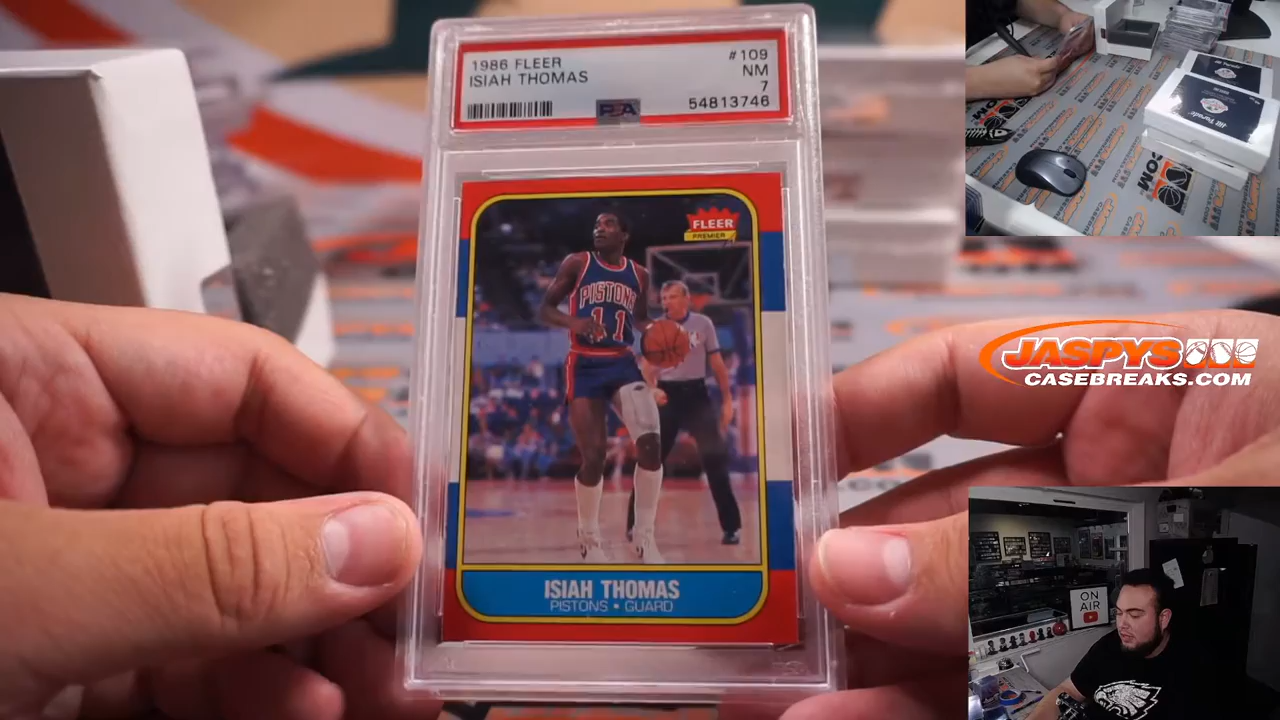 1986 FLEER
ISIAH THOMAS
#109
NM
7
54813746
PSA
FLEER
PREMIER
PISTONS
11
ISIAH THOMAS
PISTONS • GUARD
JASPYS
CASEBREAKS.COM
ON
AIR
.COM